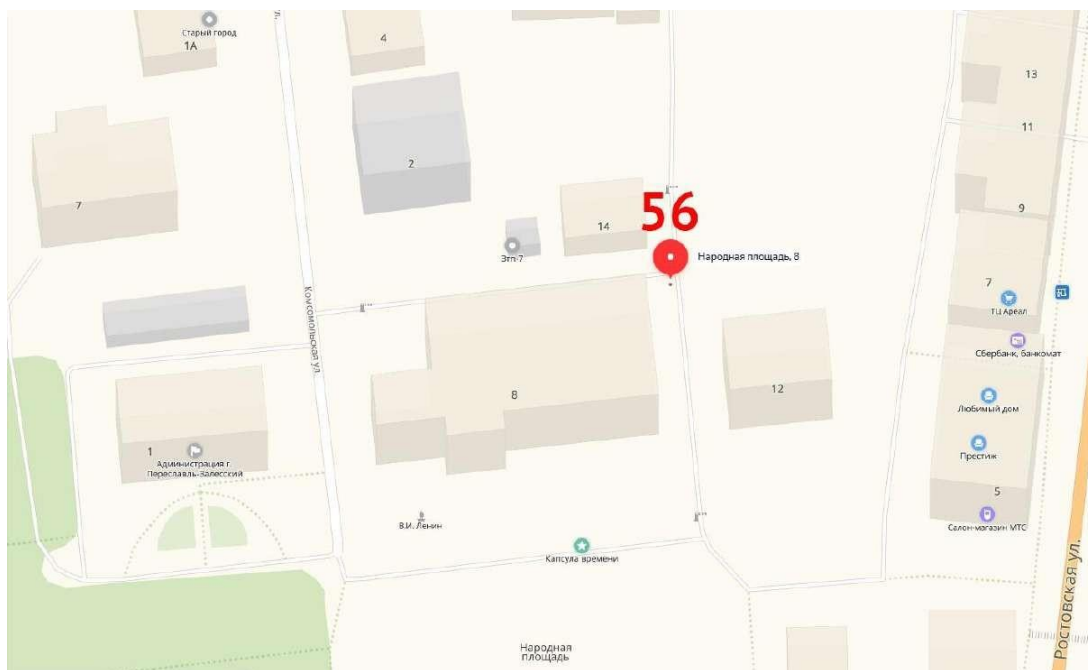 Старый город
1А
4
13
11
2
7
9
56
14
Этп-7
Народная площадь, 8
7
ТЦ Ареал
Сбербанк, банкомат
Комсомольская ул.
Любимый дом
8
12
1
Администрация г.
Переславль-Залесский
Престиж
5
Салон-магазин МТС
В.И. Ленин
Капсула времени
Ростовская ул.
Народная
площадь